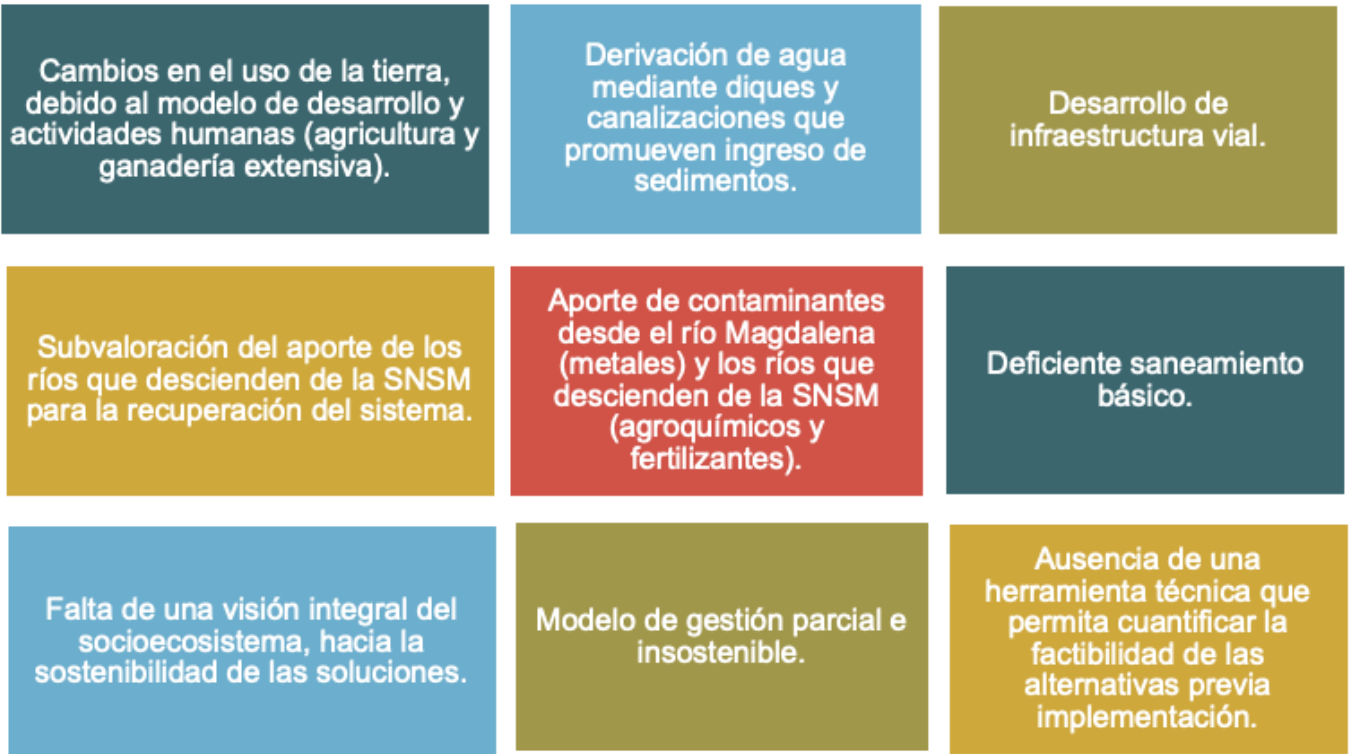 Cambios en el uso de la tierra,
debido al modelo de desarrollo y
actividades humanas (agricultura y
ganadería extensiva).
Derivación de agua
mediante diques y
canalizaciones que
promueven ingreso de
sedimentos.
Desarrollo de
infraestructura vial.
Subvaloración del aporte de los
ríos que descienden de la SNSM
para la recuperación del sistema.
Aporte de contaminantes
desde el río Magdalena
(metales) y los ríos que
descienden de la SNSM
(agroquímicos y
fertilizantes).
Deficiente saneamiento
básico.
Falta de una visión integral del
socioecosistema, hacia la
sostenibilidad de las soluciones.
Modelo de gestión parcial e
insostenible.
Ausencia de una
herramienta técnica que
permita cuantificar la
factibilidad de las
alternativas previa
implementación.